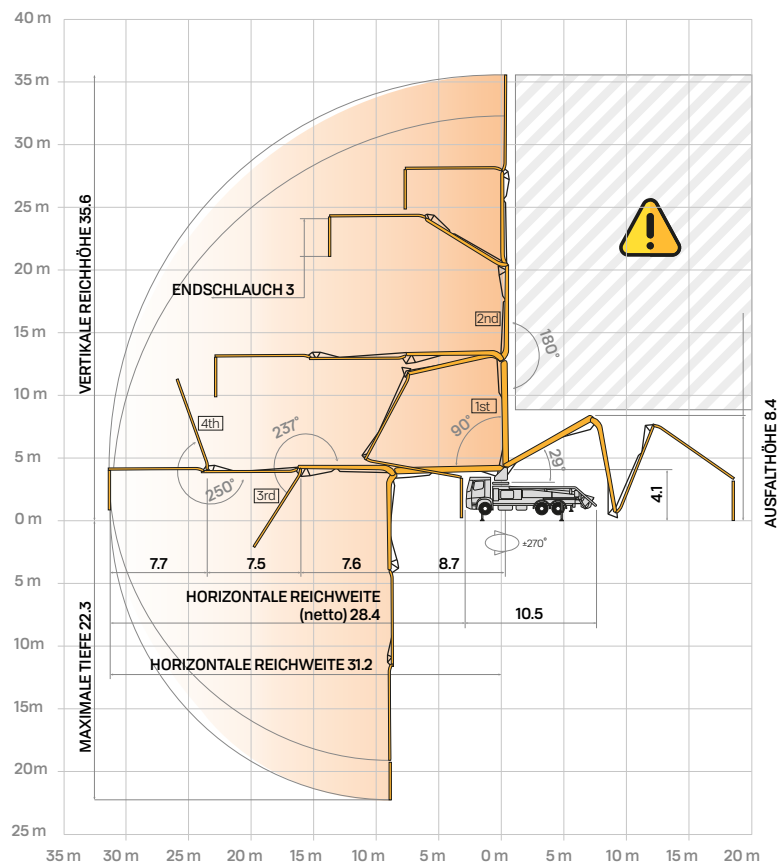 40 m
35 m
30 m
25 m
20 m
15 m
10 m
5 m
0 m
5 m
10m
15 m
20m
25 m
35 m
30 m
25 m
20 m
15 m
10 m
5 m
0 m
5 m
10 m
15 m
20 m
VERTIKALE REICHHÖHE 35.6
MAXIMALE TIEFE 22.3
ENDSCHLAUCH 3
2nd
180°
1st
90°
4th
237°
250°
3rd
29°
4.1
AUSFALTHÖHE 8.4
±270°
7.7
7.5
7.6
8.7
HORIZONTALE REICHWEITE
(netto) 28.4
10.5
HORIZONTALE REICHWEITE 31.2